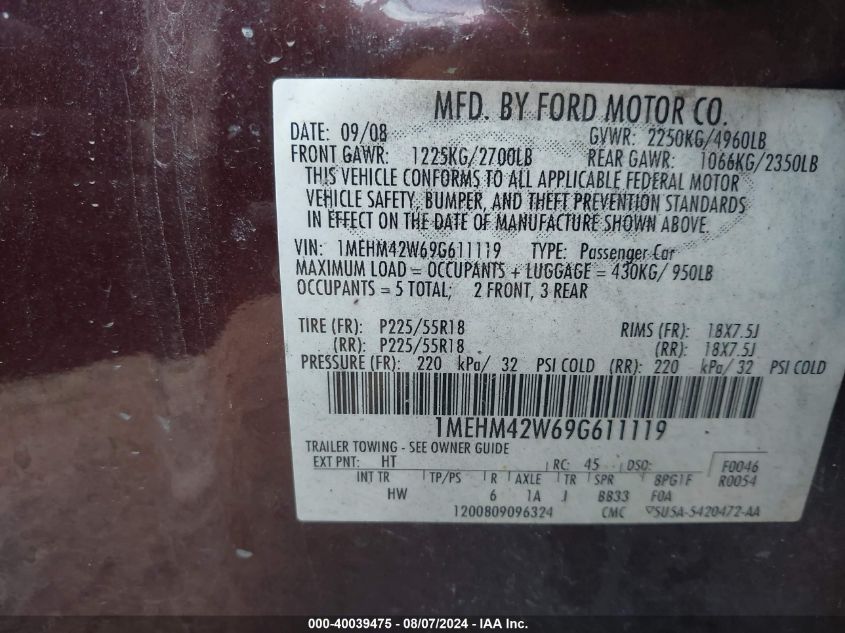 MFD. BY FORD MOTOR CO.
DATE: 09/08 GVWR: 2250KG/4960LB
FRONT GAWR: 1225KG/2700LB REAR GAWR: 1066KG/2350LB
THIS VEHICLE CONFORMS TO ALL APPLICABLE FEDERAL MOTOR
VEHICLE SAFETY, BUMPER, AND THEFT PREVENTION STANDARDS
IN EFFECT ON THE DATE OF MANUFACTURE SHOWN ABOVE.
VIN: 1MEHM42W69G611119 TYPE: Passenger Car
MAXIMUM LOAD = OCCUPANTS + LUGGAGE = 430KG/ 950LB
OCCUPANTS = 5 TOTAL; 2 FRONT, 3 REAR
TIRE (FR): P225/55R18 RIMS (FR): 18X7.5J
(RR): P225/55R18 (RR): 18X7.5J
PRESSURE (FR): 220 kPa/ 32 PSI COLD (RR): 220 kPa/ 32 PSI COLD
1MEHM42W69G611119
TRAILER TOWING - SEE OWNER GUIDE
EXT PNT: HT RC: 45 DSO: F0046
INT TR TP/PS R AXLE TR SPR 8PG1F R0054
HW 6 1A J BB33 F0A
1200809096324 CMC 5U5A-5420472-AA
000-40039475 - 08/07/2024 - IAA Inc.